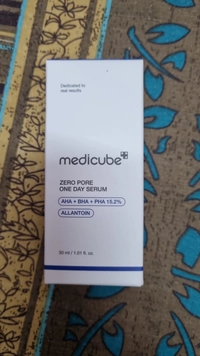 Dedicated to
real results
medicube
ZERO PORE
ONE DAY SERUM
AHA + BHA + PHA 15.2%
ALLANTOIN
30 ml / 1.01 fl. oz.